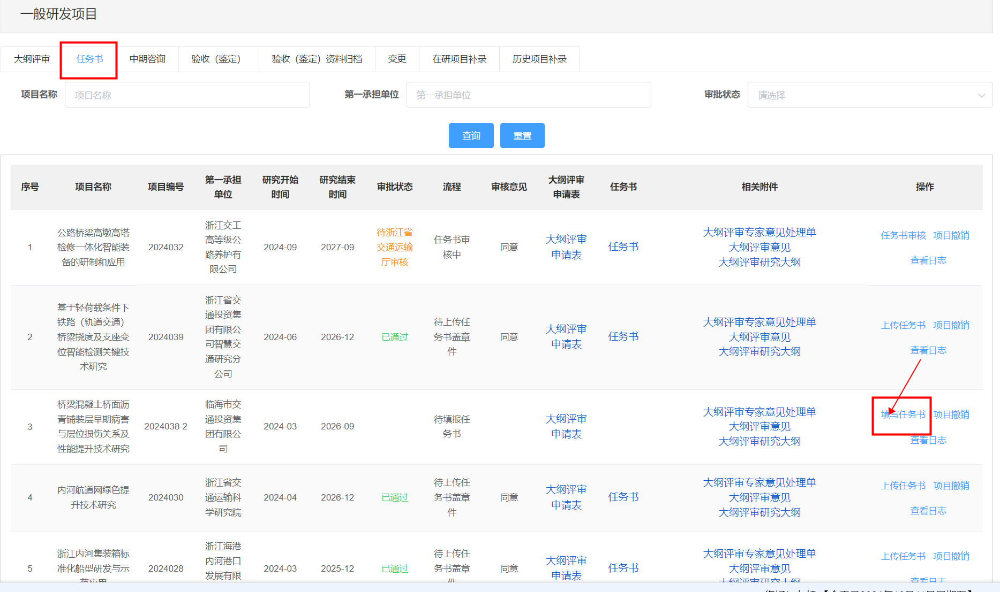 一般研发项目
大纲评审 任务书 中期咨询 验收（鉴定） 验收（鉴定）资料归档 变更 在研项目补录 历史项目补录
项目名称 项目名称 第一承担单位 第一承担单位 审批状态 请选择
查询 重置
序号 项目名称 项目编号 第一承担单位 研究开始时间 研究结束时间 审批状态 流程 审核意见 大纲评审申请表 任务书 相关附件 操作
1
公路桥梁高墩高塔
检修一体化智能装
备的研制和应用
2024032
浙江交工
高等级公
路养护有
限公司
2024-09
2027-09
待浙江省
交通运输
厅审核
任务书审
核中
同意
大纲评审
申请表
任务书
大纲评审专家意见处理单
大纲评审意见
大纲评审研究大纲
任务书审核 项目撤销
查看日志
2
基于轻荷载条件下
铁路（轨道交通）
桥梁挠度及支座变
位智能检测关键技
术研究
2024039
浙江省交
通投资集
团有限公
司智慧交
通研究分
公司
2024-06
2026-12
已通过
待上传任
务书盖章
件
同意
大纲评审
申请表
任务书
大纲评审专家意见处理单
大纲评审意见
大纲评审研究大纲
上传任务书 项目撤销
查看日志
3
桥梁混凝土桥面沥
青铺装层早期病害
与层位损伤关系及
性能提升技术研究
2024038-2
临海市交
通投资集
团有限公
司
2024-03
2026-09
待填报任
务书
大纲评审
申请表
大纲评审专家意见处理单
大纲评审意见
大纲评审研究大纲
填写任务书 项目撤销
查看日志
4
内河航道网绿色提
升技术研究
2024030
浙江省交
通运输科
学研究院
2024-04
2026-12
已通过
待上传任
务书盖章
件
同意
大纲评审
申请表
任务书
大纲评审专家意见处理单
大纲评审意见
大纲评审研究大纲
上传任务书 项目撤销
查看日志
5
浙江内河集装箱标
准化船型研发与示
范应用
2024028
浙江海港
内河港口
发展有限
2024-03
2025-12
已通过
待上传任
务书盖章
件
同意
大纲评审
申请表
任务书
大纲评审专家意见处理单
大纲评审意见
大纲评审研究大纲
上传任务书 项目撤销
查看日志